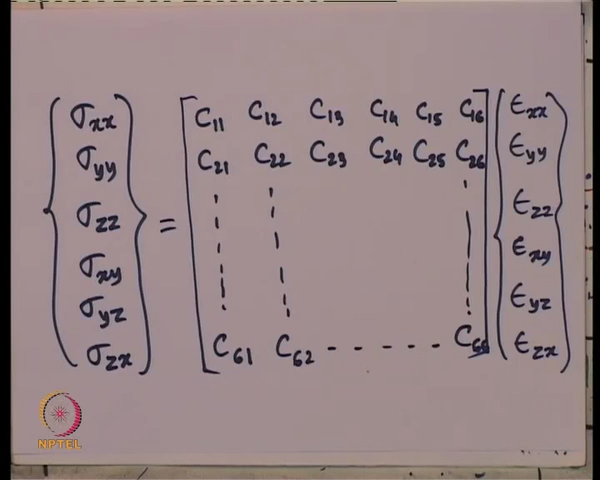 σxx C11 C12 C13 C14 C15 C16 ϵxx
σyy C21 C22 C23 C24 C25 C26 ϵyy
σzz ϵzz
=
σxy ϵxy
σyz ϵyz
σzx C61 C62 - - - - - C66 ϵzx
NPTEL